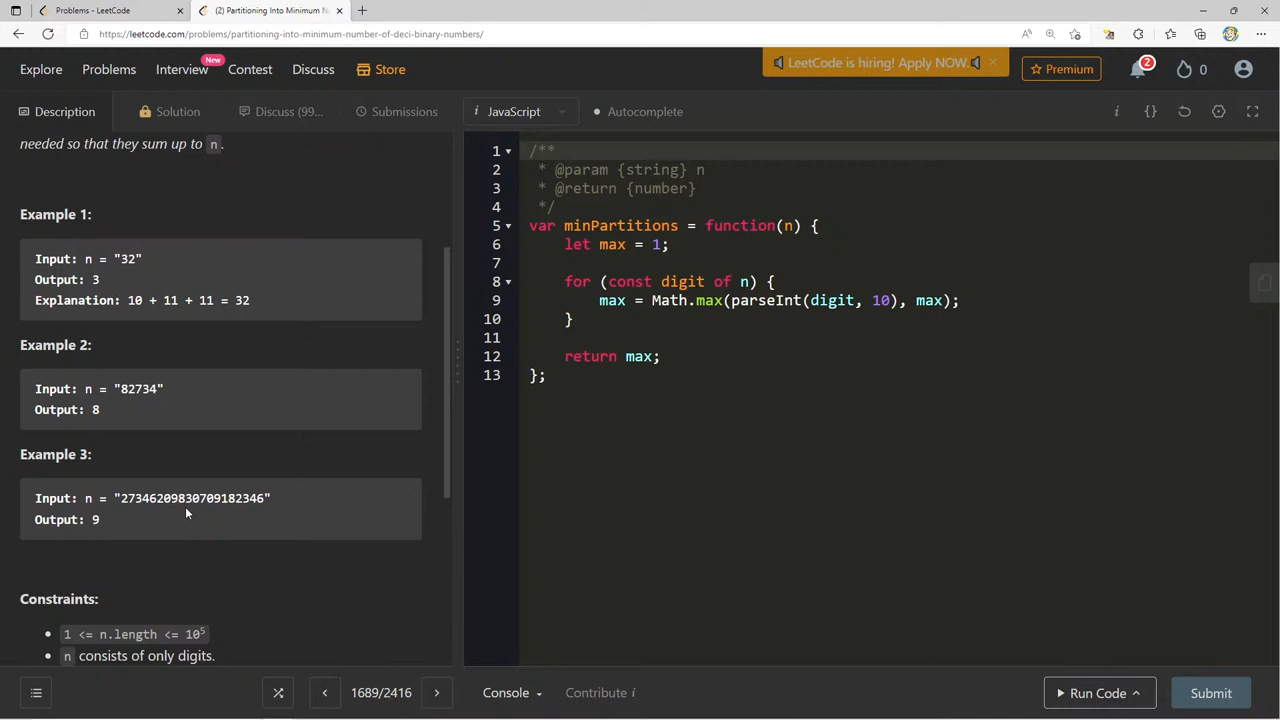 Problems - LeetCode
(2) Partitioning Into Minimum N
https://leetcode.com/problems/partitioning-into-minimum-number-of-deci-binary-numbers/
Explore
Problems
Interview
New
Contest
Discuss
Store
LeetCode is hiring! Apply NOW.
Premium
2
0
Description
Solution
Discuss (99...
Submissions
i JavaScript
Autocomplete
i
{}
needed so that they sum up to n.
Example 1:
Input: n = "32"
Output: 3
Explanation: 10 + 11 + 11 = 32
Example 2:
Input: n = "82734"
Output: 8
Example 3:
Input: n = "27346209830709182346"
Output: 9
Constraints:
1 <= n.length <= 10⁵
n consists of only digits.
1 /**
2 * @param {string} n
3 * @return {number}
4 */
5 var minPartitions = function(n) {
6 let max = 1;
7
8 for (const digit of n) {
9 max = Math.max(parseInt(digit, 10), max);
10 }
11
12 return max;
13 };
1689/2416
Console
Contribute i
Run Code
Submit